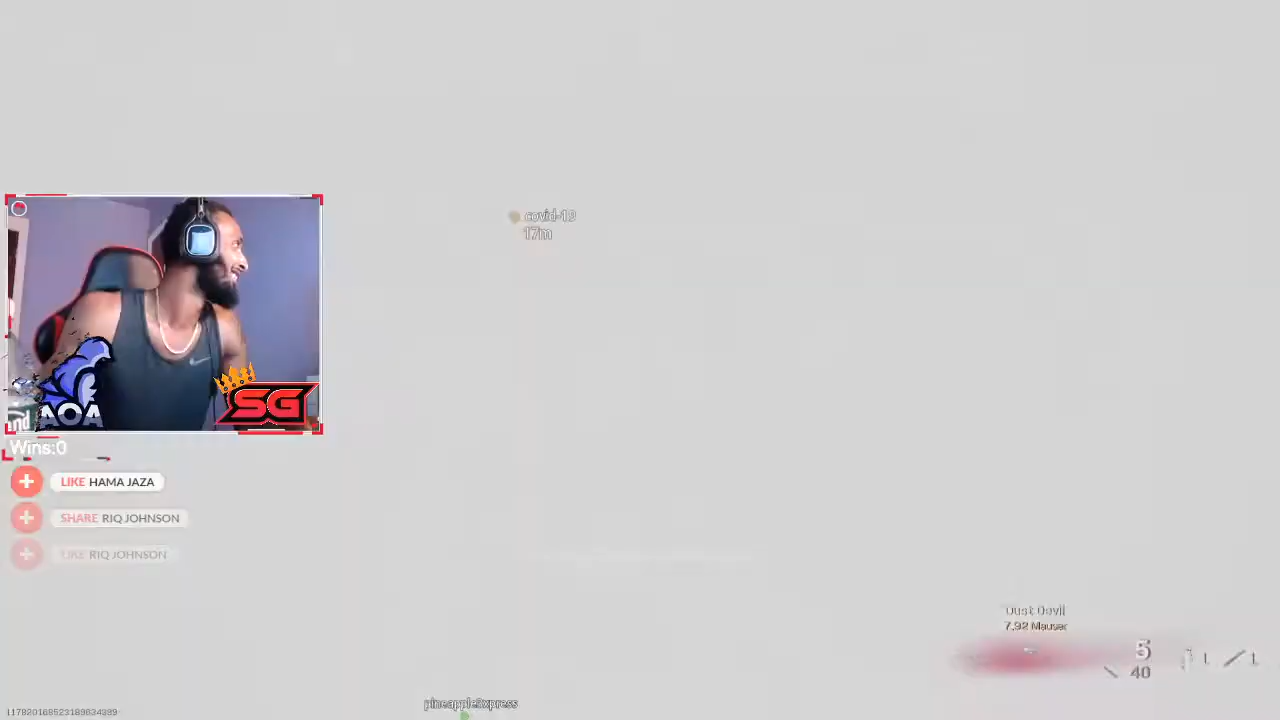 covid-19
17m
AOA
SG
Wins:0
LIKE HAMA JAZA
SHARE RIQ JOHNSON
LIKE RIQ JOHNSON
Dust Devil
7.92 Mauser
5
40
1
1